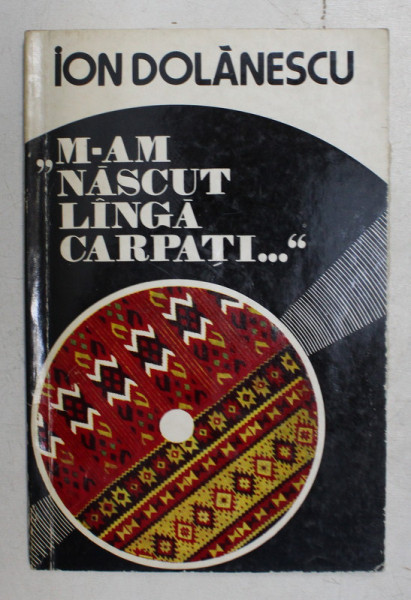 ION DOLĂNESCU
„M-AM
NĂSCUT
LÎNGĂ
CARPAȚI..."